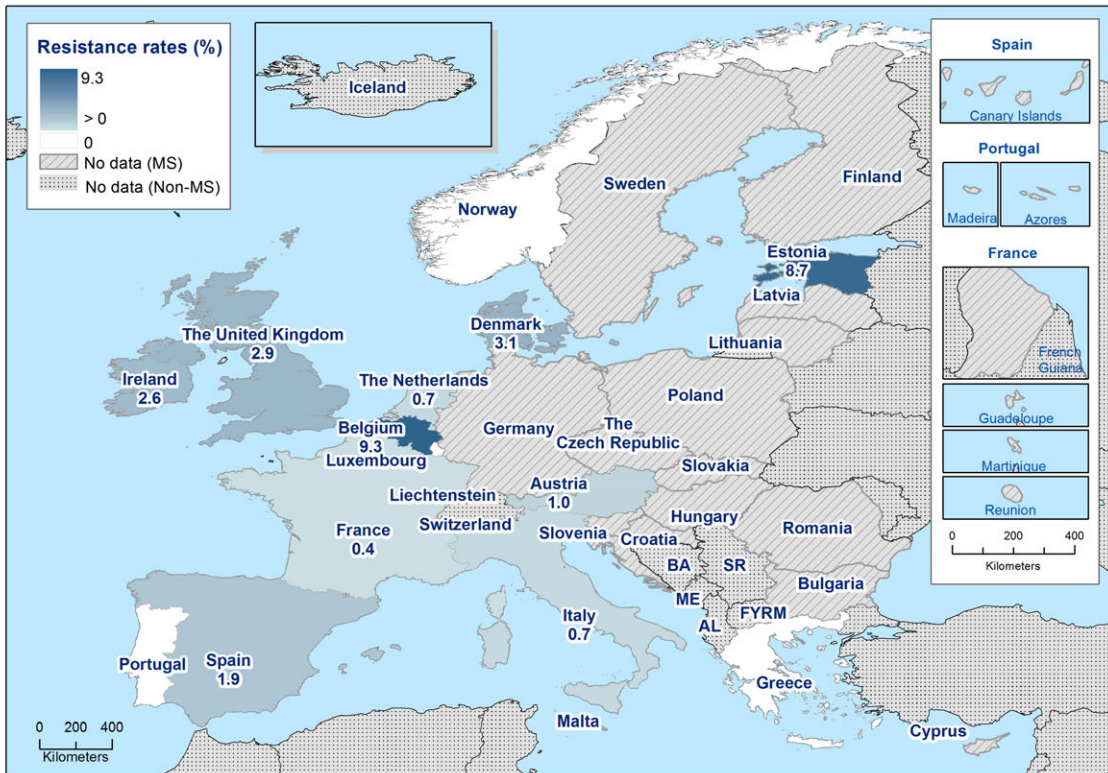 Resistance rates (%)
9.3
> 0
0
No data (MS)
No data (Non-MS)
Iceland
Spain
Canary Islands
Portugal
Madeira
Azores
France
French
Guiana
Guadeloupe
Martinique
Reunion
0 200 400
Kilometers
Sweden
Finland
Norway
Estonia
8.7
Latvia
Lithuania
Denmark
3.1
The United Kingdom
2.9
Ireland
2.6
The Netherlands
0.7
Belgium
9.3
Luxembourg
Germany
Poland
The
Czech Republic
Slovakia
Austria
1.0
Liechtenstein
Switzerland
France
0.4
Slovenia
Croatia
Hungary
Romania
BA
SR
Bulgaria
ME
AL
FYRM
Italy
0.7
Portugal
Spain
1.9
Greece
Malta
Cyprus
0 200 400
Kilometers